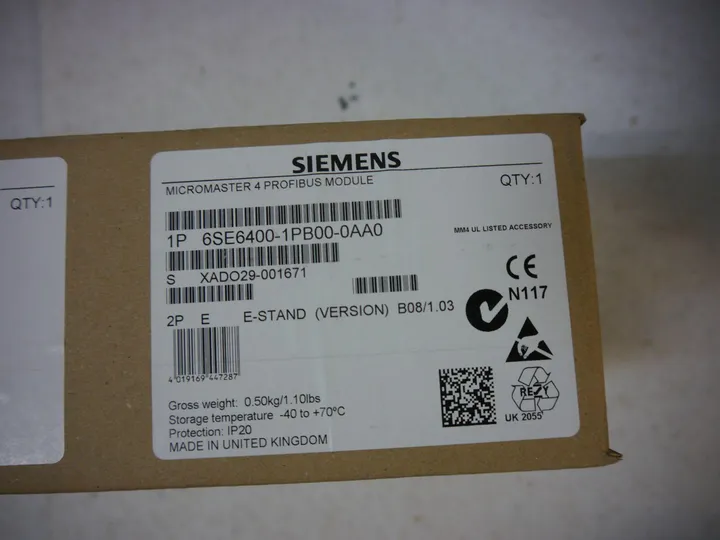 QTY:1
SIEMENS
MICROMASTER 4 PROFIBUS MODULE
QTY:1
1P 6SE6400-1PB00-0AA0
MM4 UL LISTED ACCESSORY
S XADO29-001671
CE
N117
2P E E-STAND (VERSION) B08/1.03
4 019169 447287
Gross weight: 0.50kg/1.10lbs
Storage temperature -40 to +70ºC
Protection: IP20
MADE IN UNITED KINGDOM
REZY
UK 2055